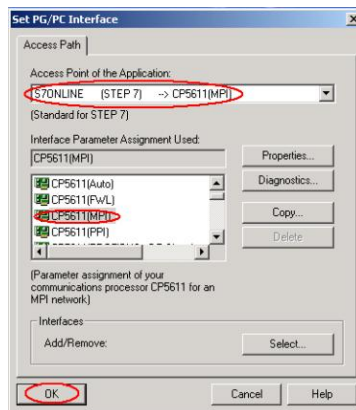 Set PG/PC Interface
Access Path
Access Point of the Application:
S7ONLINE (STEP 7) --> CP5611(MPI)
(Standard for STEP 7)
Interface Parameter Assignment Used:
CP5611(MPI)
Properties...
CP5611(Auto)
Diagnostics...
CP5611(FWL)
CP5611(MPI)
Copy...
CP5611(PPI)
Delete
(Parameter assignment of your
communications processor CP5611 for an
MPI network)
Interfaces
Add/Remove:
Select...
OK
Cancel
Help